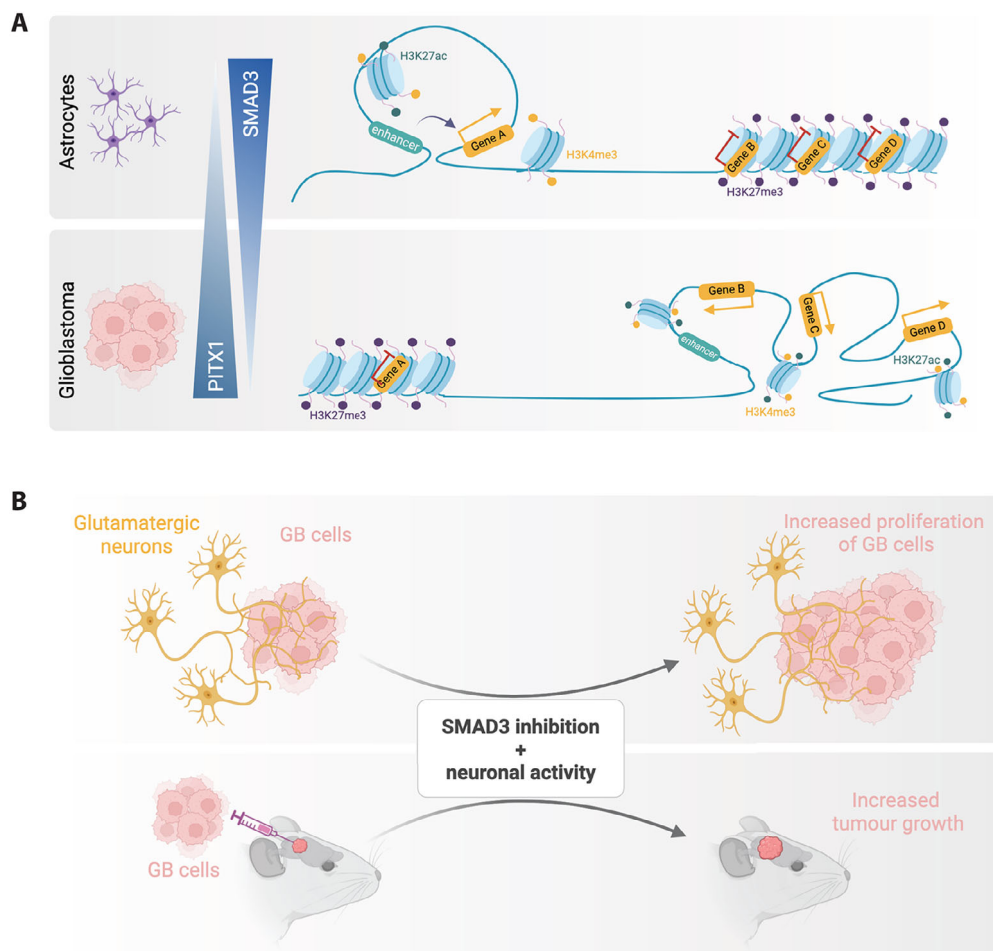 A
Astrocytes
SMAD3
H3K27ac
enhancer
Gene A
H3K4me3
Gene B
Gene C
Gene D
H3K27me3
Glioblastoma
PITX1
Gene A
H3K27me3
Gene B
enhancer
Gene C
Gene D
H3K27ac
H3K4me3
B
Glutamatergic
neurons
GB cells
Increased proliferation
of GB cells
SMAD3 inhibition
+
neuronal activity
GB cells
Increased
tumour growth